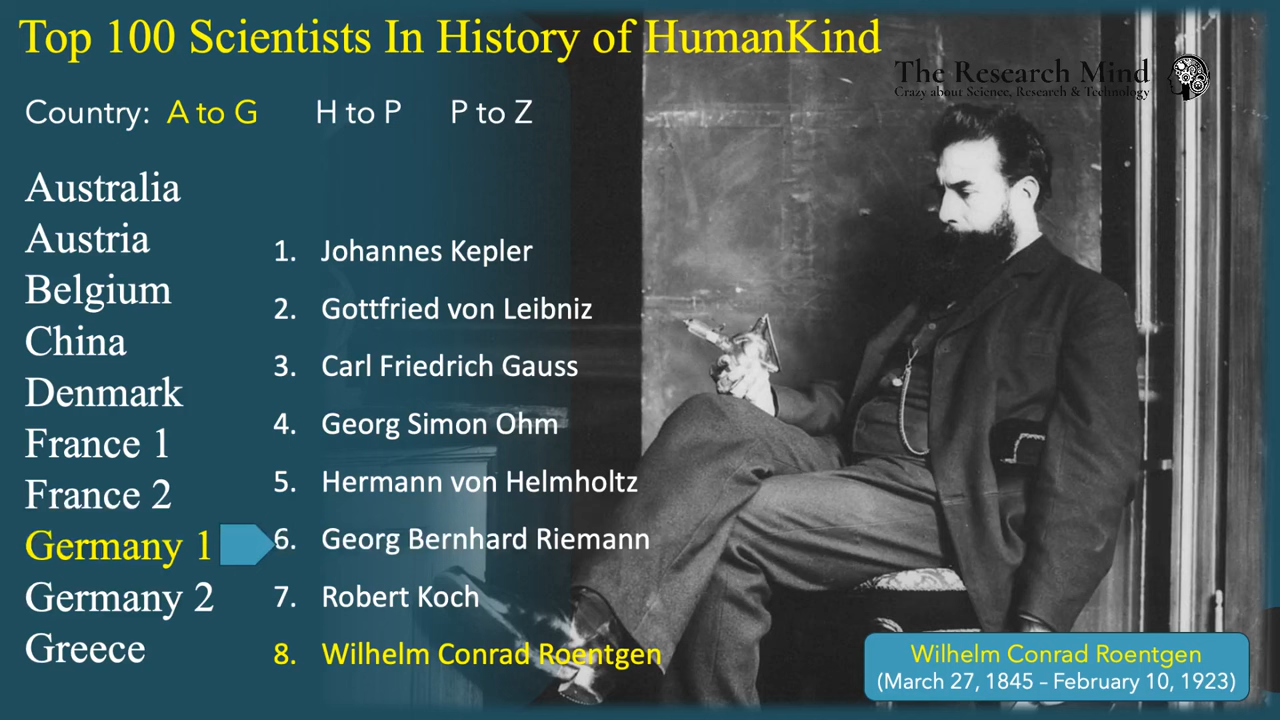 Top 100 Scientists In History of HumanKind
The Research Mind
Crazy about Science, Research & Technology
Country: A to G H to P P to Z
Australia
Austria
Belgium
China
Denmark
France 1
France 2
Germany 1
Germany 2
Greece
1. Johannes Kepler
2. Gottfried von Leibniz
3. Carl Friedrich Gauss
4. Georg Simon Ohm
5. Hermann von Helmholtz
6. Georg Bernhard Riemann
7. Robert Koch
8. Wilhelm Conrad Roentgen
Wilhelm Conrad Roentgen
(March 27, 1845 – February 10, 1923)